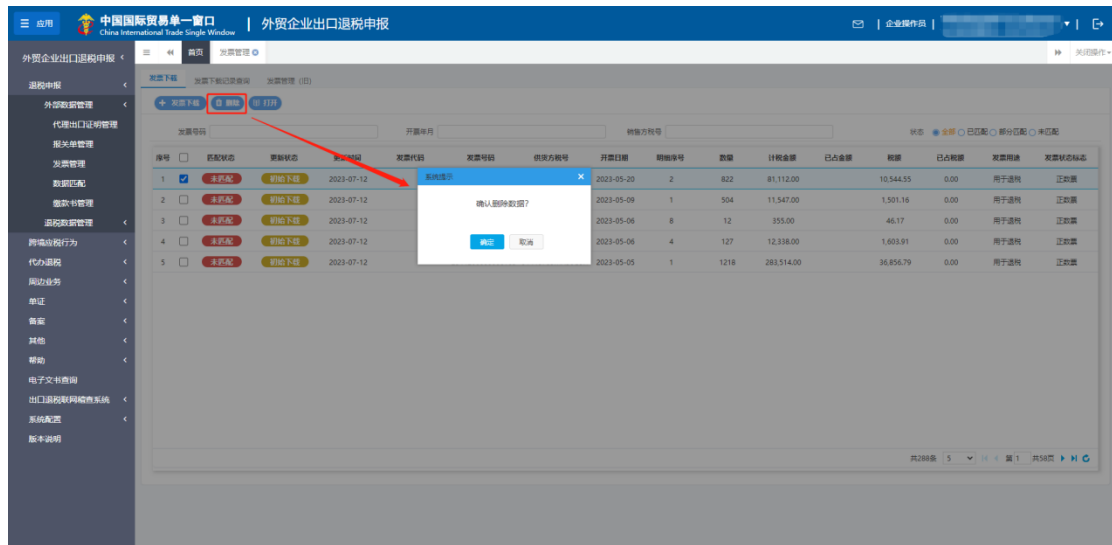 应用 中国国际贸易单一窗口 外贸企业出口退税申报 企业操作员
China International Trade Single Window
外贸企业出口退税申报 首页 发票管理 关闭操作
退税申报
外部数据管理
代理出口证明管理
报关单管理
发票管理
数据匹配
缴款书管理
退税数据管理
跨境应税行为
代办退税
周边业务
单证
备案
其他
帮助
电子文书查询
出口退税联网稽查系统
系统配置
版本说明
发票下载 发票下载记录查询 发票管理（旧）
发票下载 删除 打开
发票号码 开票年月 销售方税号 状态 全部 已匹配 部分匹配 未匹配
序号 匹配状态 更新状态 更新时间 发票代码 发票号码 供货方税号 开票日期 明细序号 数量 计税金额 已占金额 税额 已占税额 发票用途 发票状态标志
1 未匹配 初始下载 2023-07-12 2023-05-20 2 822 81,112.00 10,544.55 0.00 用于退税 正数票
2 未匹配 初始下载 2023-07-12 2023-05-09 1 504 11,547.00 1,501.16 0.00 用于退税 正数票
3 未匹配 初始下载 2023-07-12 2023-05-06 8 12 355.00 46.17 0.00 用于退税 正数票
4 未匹配 初始下载 2023-07-12 2023-05-06 4 127 12,338.00 1,603.91 0.00 用于退税 正数票
5 未匹配 初始下载 2023-07-12 2023-05-05 1 1218 283,514.00 36,856.79 0.00 用于退税 正数票
系统提示
确认删除数据?
确定 取消
共288条 5 第 1 共58页